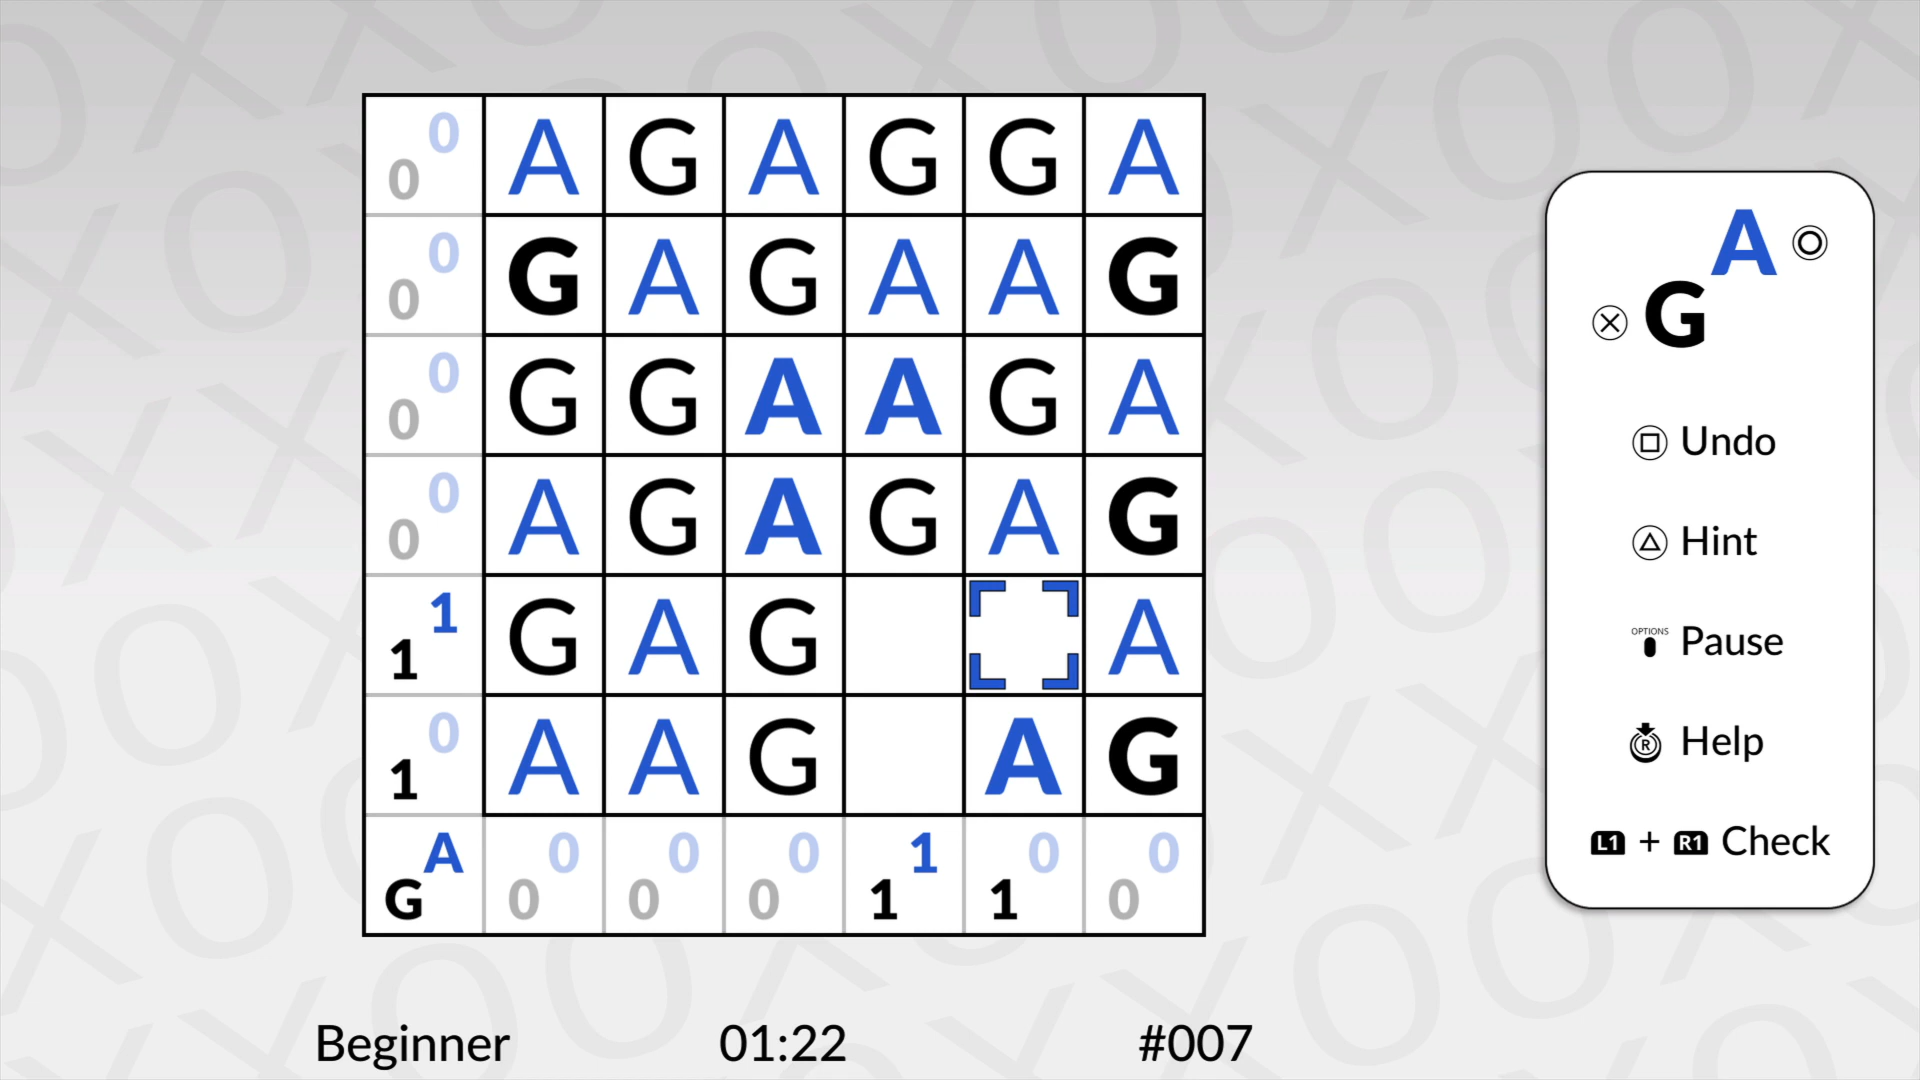 0 0 A G A G G A
0 0 G A G A A G
0 0 G G A A G A
0 0 A G A G A G
1 1 G A G A
1 0 A A G A G
G A 0 0 0 0 0 0 1 1 1 0 0 0
A
G
Undo
Hint
OPTIONS Pause
R Help
L1 + R1 Check
Beginner 01:22 #007